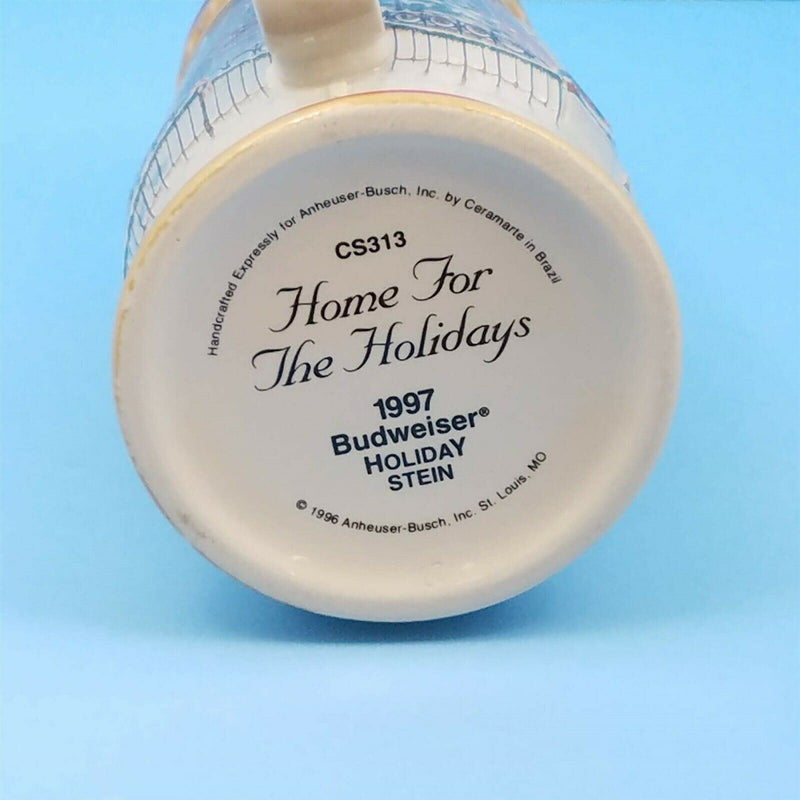 Handcrafted Expressly for Anheuser-Busch, Inc. by Ceramarte in Brazil
CS313
Home For
The Holidays
1997
Budweiser®
HOLIDAY
STEIN
© 1996 Anheuser-Busch, Inc. St. Louis, MO